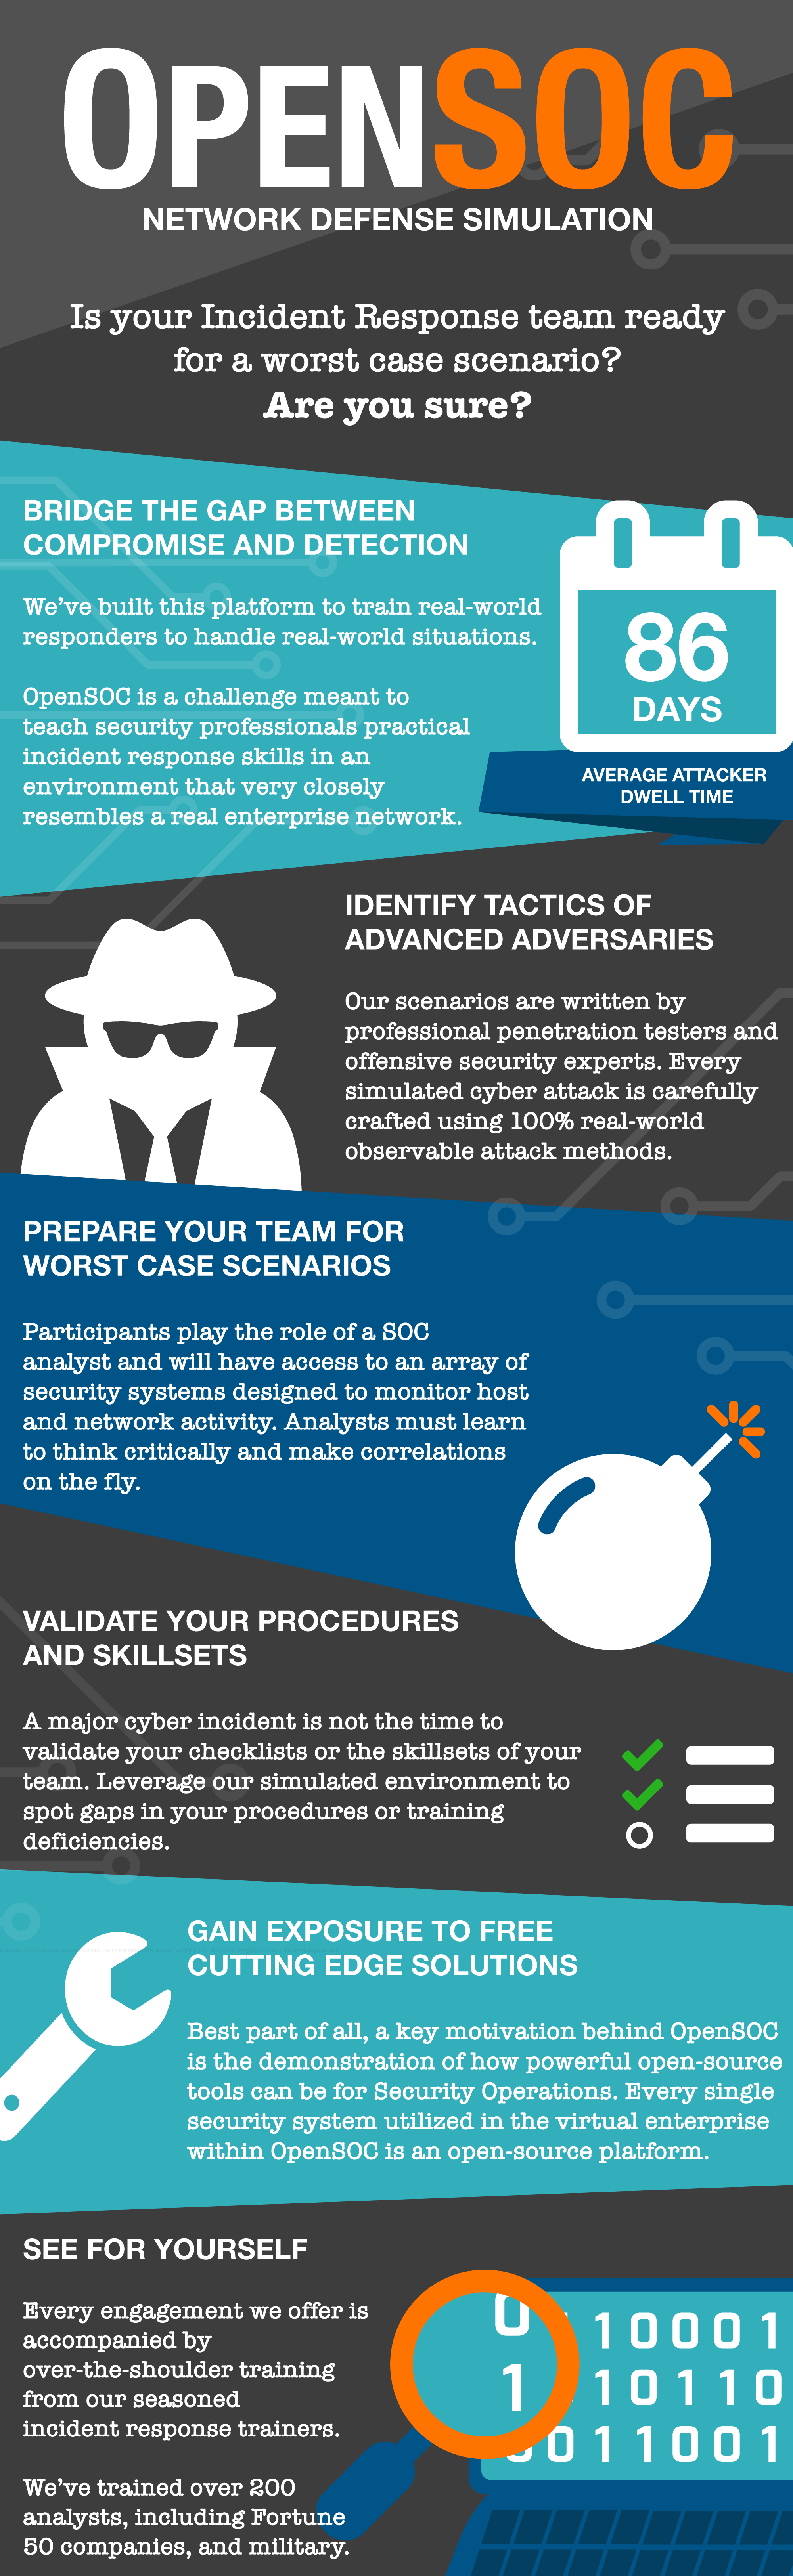 OPENSOC
NETWORK DEFENSE SIMULATION
Is your Incident Response team ready
for a worst case scenario?
Are you sure?
BRIDGE THE GAP BETWEEN
COMPROMISE AND DETECTION
We've built this platform to train real-world
responders to handle real-world situations.
OpenSOC is a challenge meant to
teach security professionals practical
incident response skills in an
environment that very closely
resembles a real enterprise network.
86
DAYS
AVERAGE ATTACKER
DWELL TIME
IDENTIFY TACTICS OF
ADVANCED ADVERSARIES
Our scenarios are written by
professional penetration testers and
offensive security experts. Every
simulated cyber attack is carefully
crafted using 100% real-world
observable attack methods.
PREPARE YOUR TEAM FOR
WORST CASE SCENARIOS
Participants play the role of a SOC
analyst and will have access to an array of
security systems designed to monitor host
and network activity. Analysts must learn
to think critically and make correlations
on the fly.
VALIDATE YOUR PROCEDURES
AND SKILLSETS
A major cyber incident is not the time to
validate your checklists or the skillsets of your
team. Leverage our simulated environment to
spot gaps in your procedures or training
deficiencies.
GAIN EXPOSURE TO FREE
CUTTING EDGE SOLUTIONS
Best part of all, a key motivation behind OpenSOC
is the demonstration of how powerful open-source
tools can be for Security Operations. Every single
security system utilized in the virtual enterprise
within OpenSOC is an open-source platform.
SEE FOR YOURSELF
Every engagement we offer is
accompanied by
over-the-shoulder training
from our seasoned
incident response trainers.
We've trained over 200
analysts, including Fortune
50 companies, and military.
0 10001
1 10110
011001